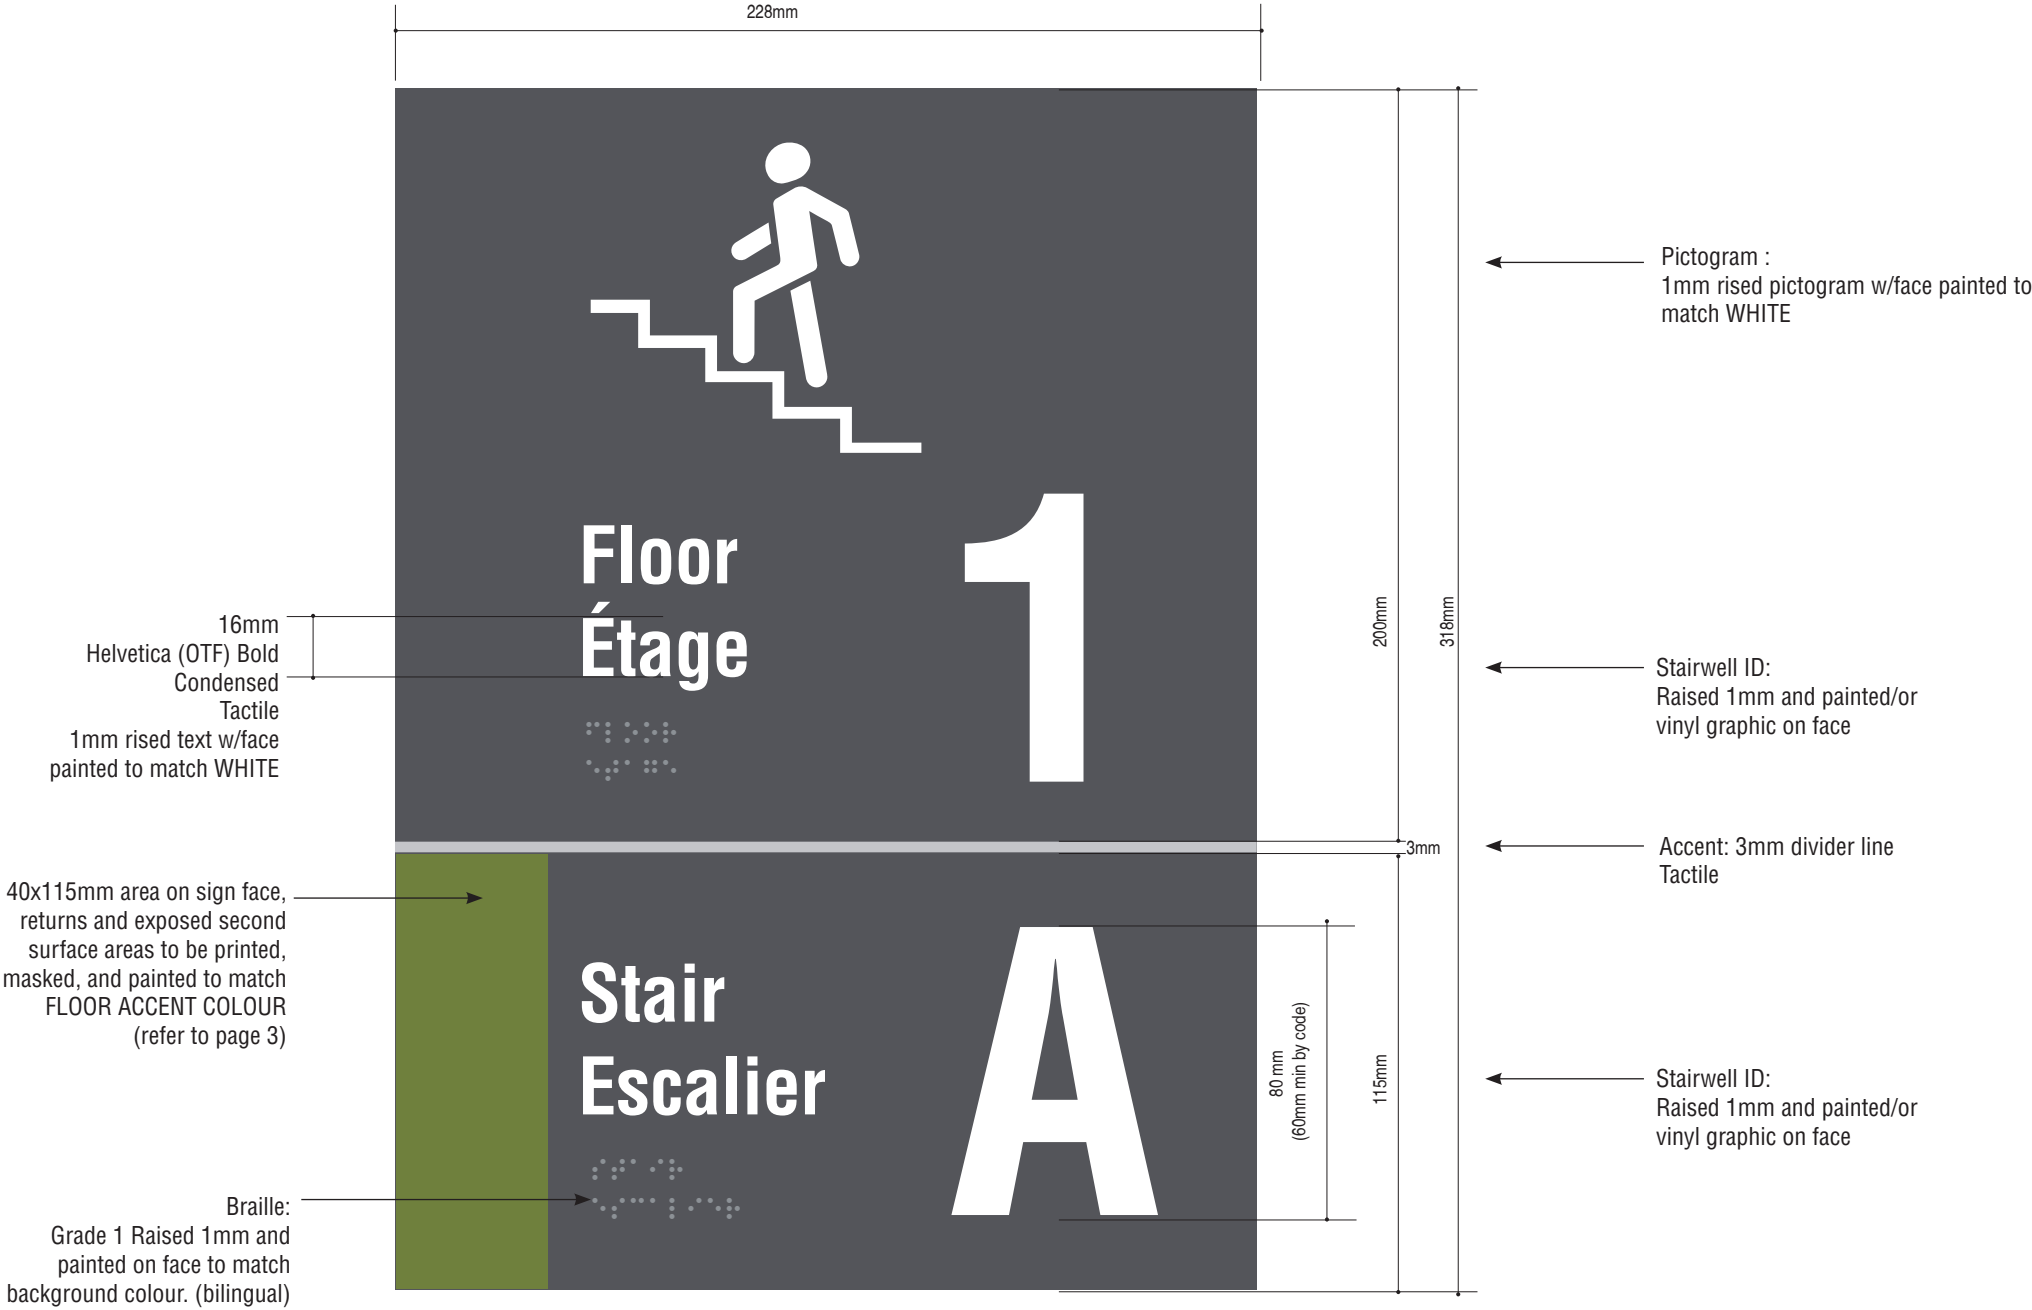 228mm
Pictogram :
1mm rised pictogram w/face painted to
match WHITE
Floor
Étage
1
16mm
Helvetica (OTF) Bold
Condensed
Tactile
1mm rised text w/face
painted to match WHITE
200mm
318mm
Stairwell ID:
Raised 1mm and painted/or
vinyl graphic on face
3mm
Accent: 3mm divider line
Tactile
40x115mm area on sign face,
returns and exposed second
surface areas to be printed,
masked, and painted to match
FLOOR ACCENT COLOUR
(refer to page 3)
Stair
Escalier
A
80 mm
(60mm min by code)
115mm
Stairwell ID:
Raised 1mm and painted/or
vinyl graphic on face
Braille:
Grade 1 Raised 1mm and
painted on face to match
background colour. (bilingual)